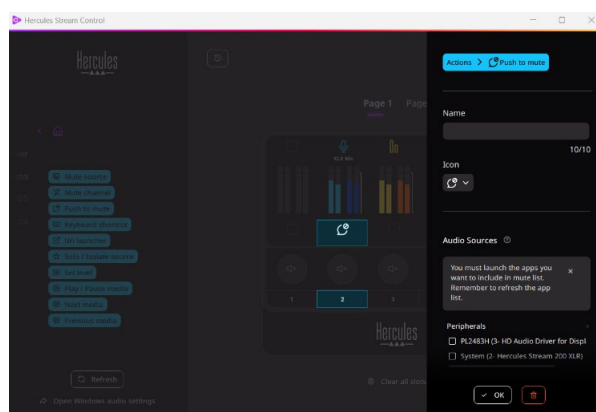 Hercules Stream Control
Hercules
Actions > Push to mute
Page 1 Page
Name
10/10
Icon
XLR Mic
Mute source
Mute channel
Push to mute
Keyboard shortcut
Url launcher
Solo / Isolate source
Set level
Play / Pause media
Next media
Previous media
Audio Sources
You must launch the apps you
want to include in mute list.
Remember to refresh the app
list.
1 2 3
Peripherals
PL2483H (3- HD Audio Driver for Displ
System (2- Hercules Stream 200 XLR)
Hercules
Refresh
Clear all
OK
Open Windows audio settings